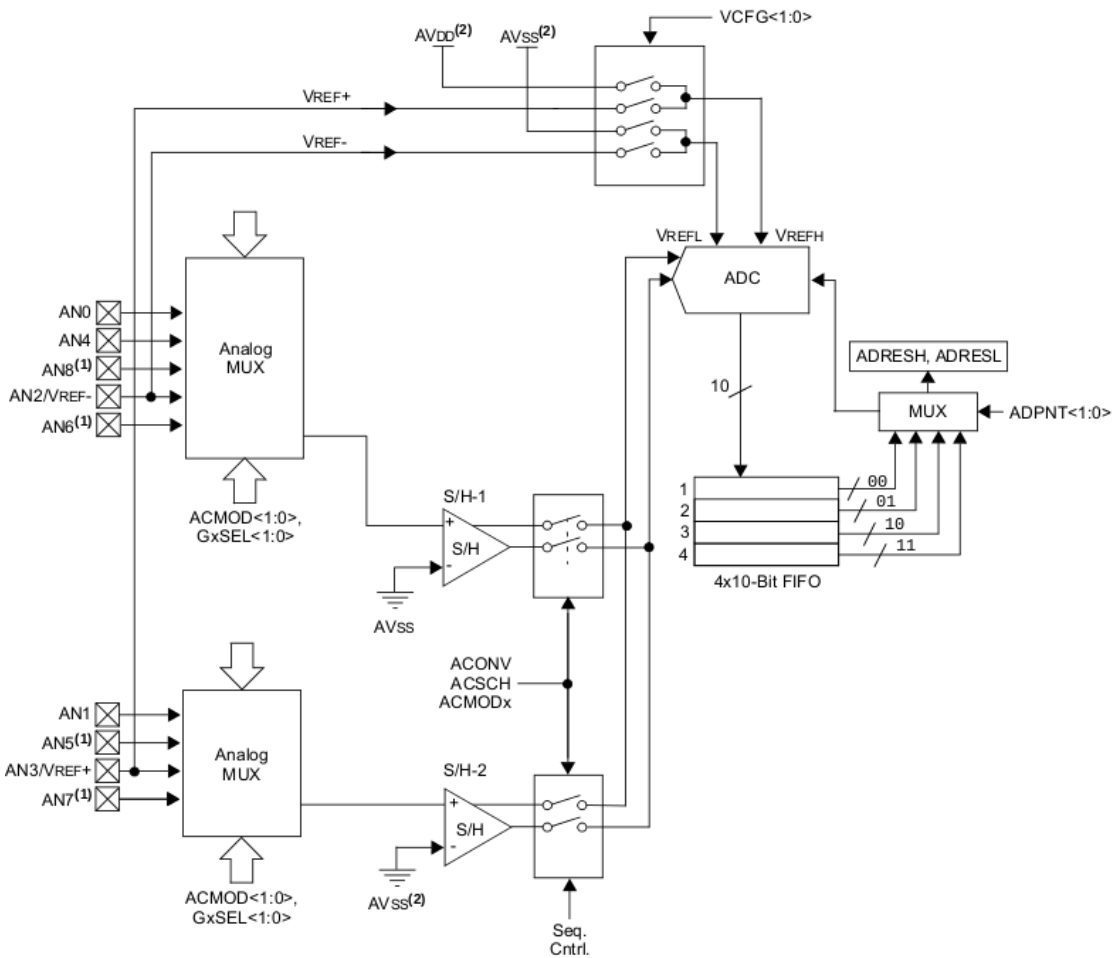 VCFG<1:0>
AVDD(2)
AVSS(2)
VREF+
VREF-
VREFL
VREFH
ADC
AN0
AN4
AN8(1)
AN2/VREF-
AN6(1)
Analog
MUX
ACMOD<1:0>,
GxSEL<1:0>
10
ADRESH, ADRESL
MUX
ADPNT<1:0>
1
00
2
01
3
10
4
11
4x10-Bit FIFO
S/H-1
+
S/H
-
AVSS
ACONV
ACSCH
ACMODx
AN1
AN5(1)
AN3/VREF+
AN7(1)
Analog
MUX
ACMOD<1:0>,
GxSEL<1:0>
S/H-2
+
S/H
-
AVSS(2)
Seq.
Cntrl.